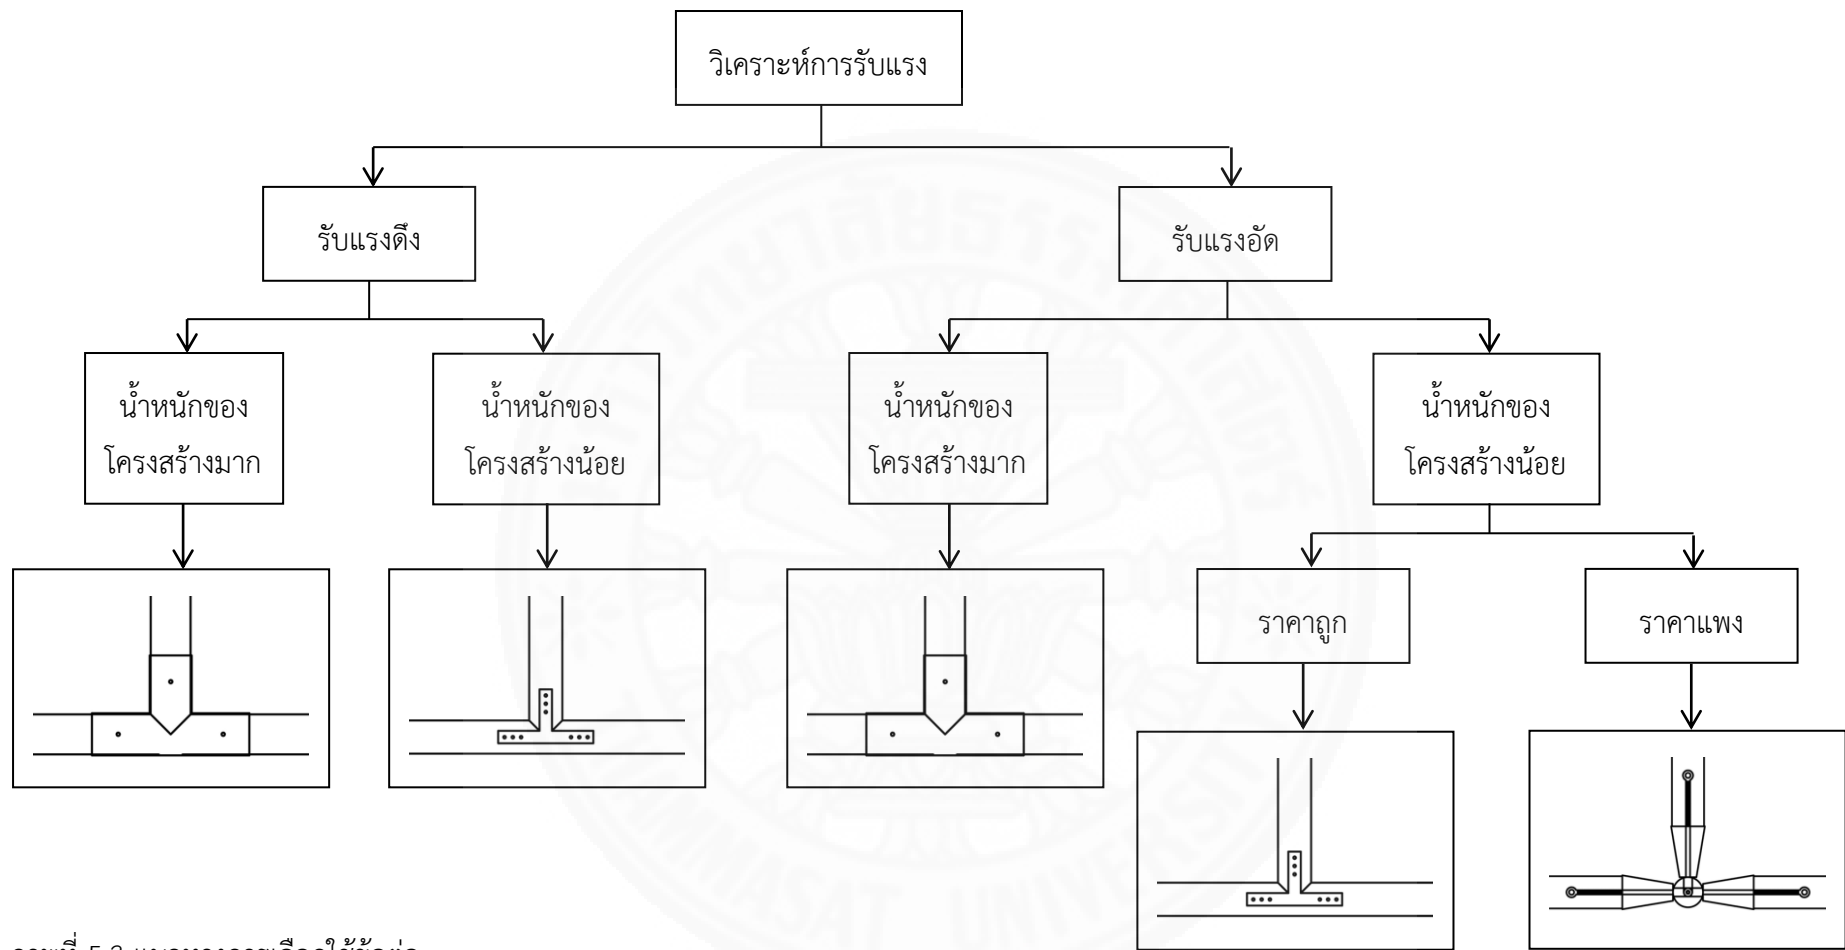 วิเคราะห์การรับแรง
รับแรงดึง
รับแรงอัด
น้ำหนักของ
โครงสร้างมาก
น้ำหนักของ
โครงสร้างน้อย
น้ำหนักของ
โครงสร้างมาก
น้ำหนักของ
โครงสร้างน้อย
ราคาถูก
ราคาแพง